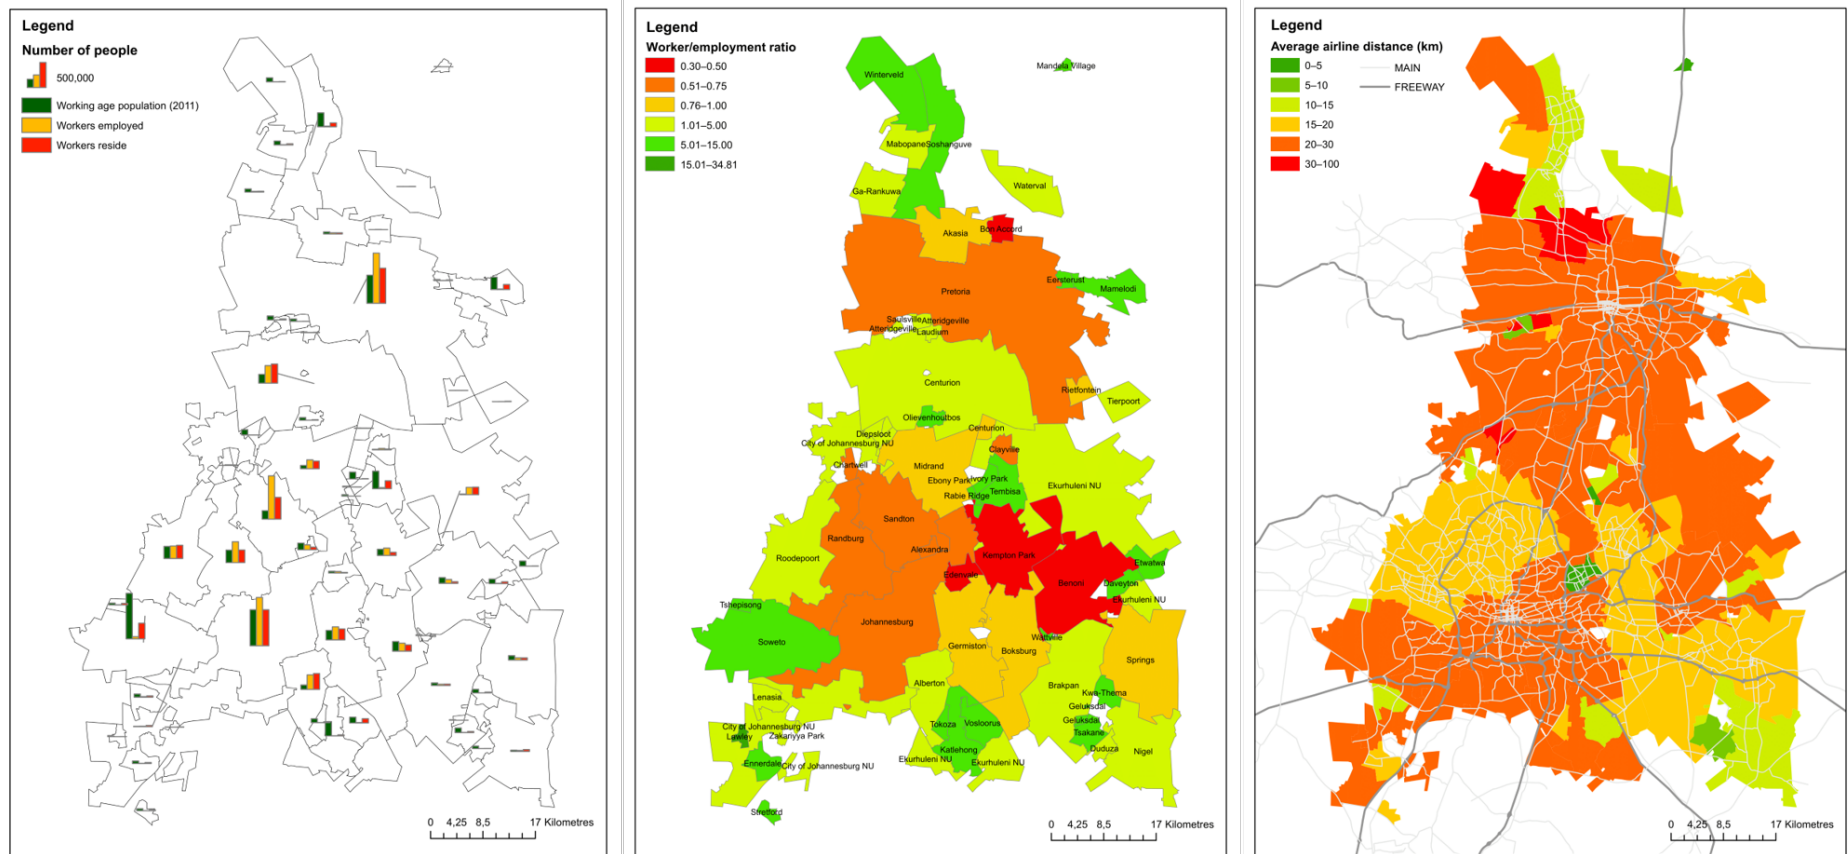 Legend
Number of people
500,000
Working age population (2011)
Workers employed
Workers reside
0 4,25 8,5 17 Kilometres
Legend
Worker/employment ratio
0.30–0.50
0.51–0.75
0.76–1.00
1.01–5.00
5.01–15.00
15.01–34.81
Mandela Village
Winterveld
Mabopane
Soshanguve
Ga-Rankuwa
Waterval
Akasia
Bon Accord
Eersterust
Mamelodi
Pretoria
Saulsville
Atteridgeville
Atteridgeville
Laudium
Centurion
Rietfontein
Tierpoort
Olievenhoutbos
Centurion
Diepsloot
City of Johannesburg NU
Clayville
Chartwell
Midrand
Ebony Park
Ivory Park
Rabie Ridge
Tembisa
Ekurhuleni NU
Sandton
Randburg
Alexandra
Roodepoort
Kempton Park
Edenvale
Benoni
Etwatwa
Daveyton
Ekurhuleni NU
Tshepisong
Johannesburg
Soweto
Wattville
Germiston
Boksburg
Springs
Alberton
Brakpan
Lenasia
Kwa-Thema
Geluksdal
Geluksdal
City of Johannesburg NU
Lawley
Zakariyya Park
Tokoza
Vosloorus
Tsakane
Duduza
Nigel
Katlehong
Ennerdale
City of Johannesburg NU
Ekurhuleni NU
Ekurhuleni NU
Stretford
0 4,25 8,5 17 Kilometres
Legend
Average airline distance (km)
0–5
5–10
10–15
15–20
20–30
30–100
MAIN
FREEWAY
0 4,25 8,5 17 Kilometres